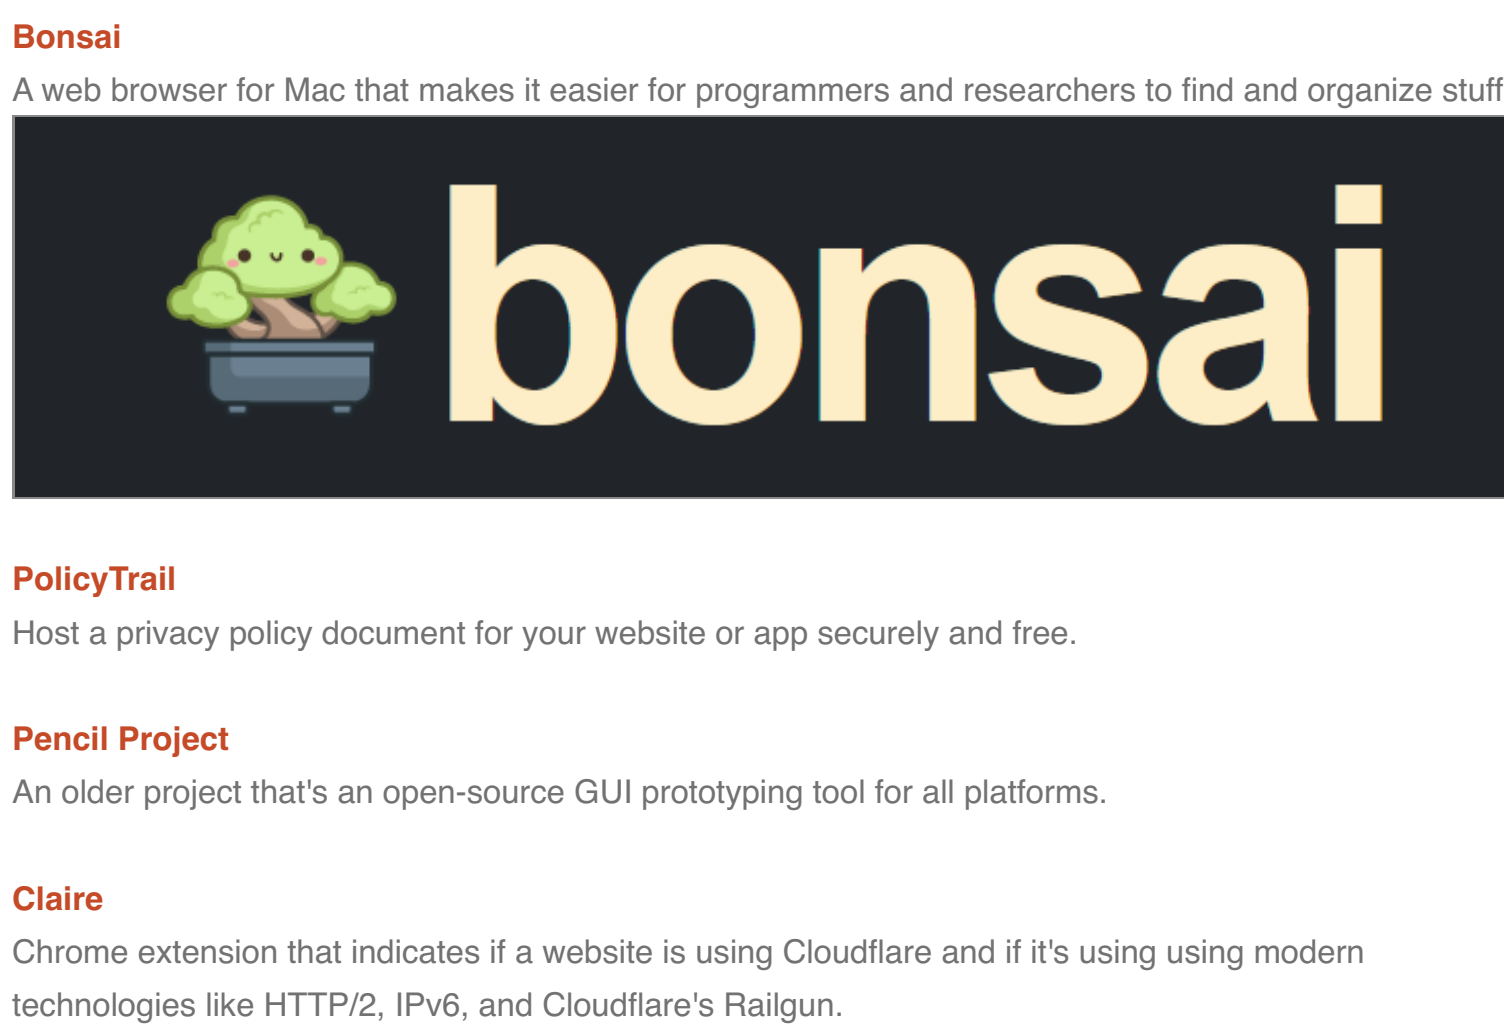 Bonsai
A web browser for Mac that makes it easier for programmers and researchers to find and organize stuff
bonsai
PolicyTrail
Host a privacy policy document for your website or app securely and free.
Pencil Project
An older project that's an open-source GUI prototyping tool for all platforms.
Claire
Chrome extension that indicates if a website is using Cloudflare and if it's using using modern
technologies like HTTP/2, IPv6, and Cloudflare's Railgun.